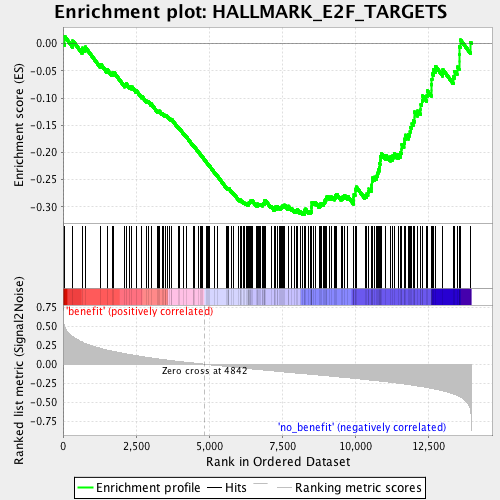 Enrichment plot: HALLMARK_E2F_TARGETS
Enrichment score (ES)
0.00
-0.05
-0.10
-0.15
-0.20
-0.25
-0.30
Ranked list metric (Signal2Noise)
0.75
0.50
0.25
0.00
-0.25
-0.50
-0.75
'benefit' (positively correlated)
Zero cross at 4842
'no_benefit' (negatively correlated)
0
2,500
5,000
7,500
10,000
12,500
Rank in Ordered Dataset
Enrichment profile
Hits
Ranking metric scores